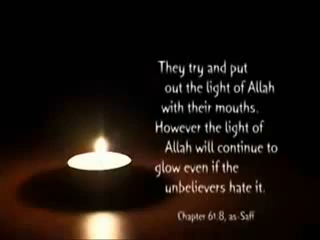 They try and put
out the light of Allah
with their mouths.
However the light of
Allah will continue to
glow even if the
unbelievers hate it.
Chapter 61:8, as-Saff